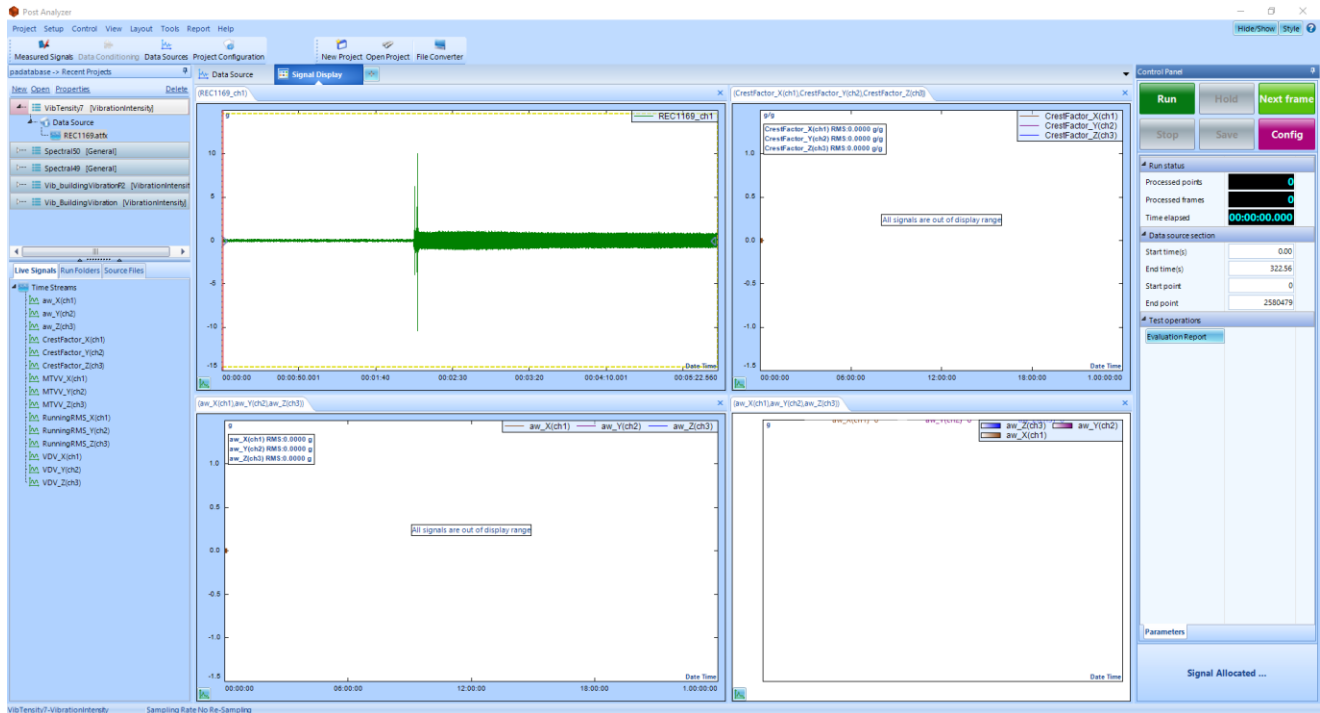 Post Analyzer
Project Setup Control View Layout Tools Report Help
Hide/Show Style
Measured Signals Data Conditioning Data Sources Project Configuration New Project Open Project File Converter
padatabase -> Recent Projects
New Open Properties Delete
VibTensity7 [VibrationIntensity]
Data Source
REC1169.atfx
Spectral50 [General]
Spectral49 [General]
Vib_buildingVibrationP2 [VibrationIntensit
Vib_BuildingVibration [VibrationIntensity]
Live Signals Run Folders Source Files
Time Streams
aw_X(ch1)
aw_Y(ch2)
aw_Z(ch3)
CrestFactor_X(ch1)
CrestFactor_Y(ch2)
CrestFactor_Z(ch3)
MTVV_X(ch1)
MTVV_Y(ch2)
MTVV_Z(ch3)
RunningRMS_X(ch1)
RunningRMS_Y(ch2)
RunningRMS_Z(ch3)
VDV_X(ch1)
VDV_Y(ch2)
VDV_Z(ch3)
Data Source Signal Display
(REC1169_ch1)
g
REC1169_ch1
10
5
0
-5
-10
-15
Date Time
00:00:00 00:00:50.001 00:01:40 00:02:30 00:03:20 00:04:10.001 00:05:22.560
(CrestFactor_X(ch1),CrestFactor_Y(ch2),CrestFactor_Z(ch3))
g/g
CrestFactor_X(ch1)
CrestFactor_Y(ch2)
CrestFactor_Z(ch3)
CrestFactor_X(ch1) RMS:0.0000 g/g
CrestFactor_Y(ch2) RMS:0.0000 g/g
CrestFactor_Z(ch3) RMS:0.0000 g/g
1.0
0.5
All signals are out of display range
0.0
-0.5
-1.0
-1.5
Date Time
00:00:00 06:00:00 12:00:00 18:00:00 1.00:00:00
(aw_X(ch1),aw_Y(ch2),aw_Z(ch3))
g
aw_X(ch1) aw_Y(ch2) aw_Z(ch3)
aw_X(ch1) RMS:0.0000 g
aw_Y(ch2) RMS:0.0000 g
aw_Z(ch3) RMS:0.0000 g
1.0
0.5
All signals are out of display range
0.0
-0.5
-1.0
-1.5
Date Time
00:00:00 06:00:00 12:00:00 18:00:00 1.00:00:00
(aw_X(ch1),aw_Y(ch2),aw_Z(ch3))
g
aw_Z(ch3) aw_Y(ch2)
aw_X(ch1)
Date Time
Control Panel
Run Hold Next frame
Stop Save Config
Run status
Processed points 0
Processed frames 0
Time elapsed 00:00:00.000
Data source section
Start time(s) 0.00
End time(s) 322.56
Start point 0
End point 2580479
Test operations
Evaluation Report
Parameters
Signal Allocated ...
VibTensity7-VibrationIntensity Sampling Rate No Re-Sampling